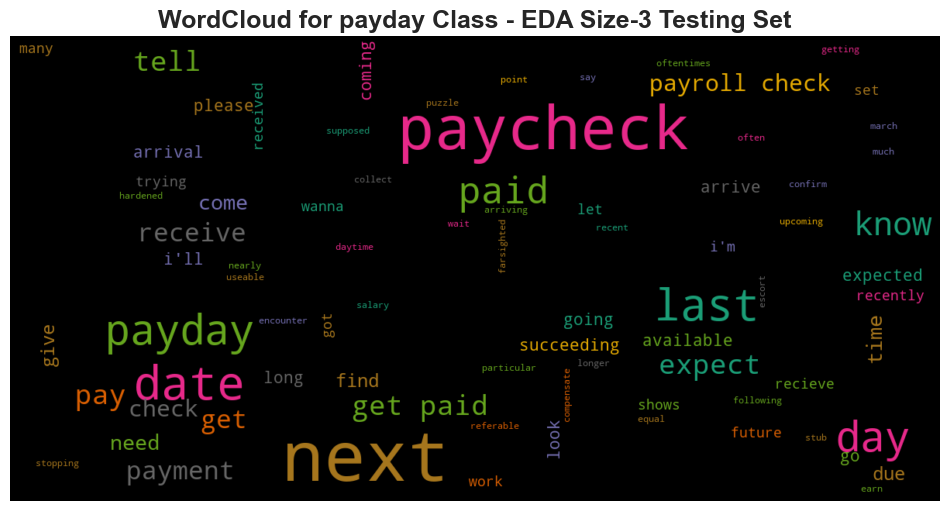 WordCloud for payday Class - EDA Size-3 Testing Set
many
tell
coming
getting
oftentimes
point
say
payroll check
set
please
received
puzzle
supposed
paycheck
often
march
much
arrival
trying
collect
hardened
come
wanna
paid
arriving
let
recent
arrive
confirm
upcoming
know
receive
i'll
daytime
wait
farsighted
i'm
nearly
useable
expected
recently
escort
last
salary
encounter
got
payday
give
going
succeeding
available
time
expect
longer
particular
date
long
find
pay
check
get
get paid
referable
compensate
shows
equal
recieve
following
need
look
future
stub
day
go
stopping
payment
next
work
due
earn